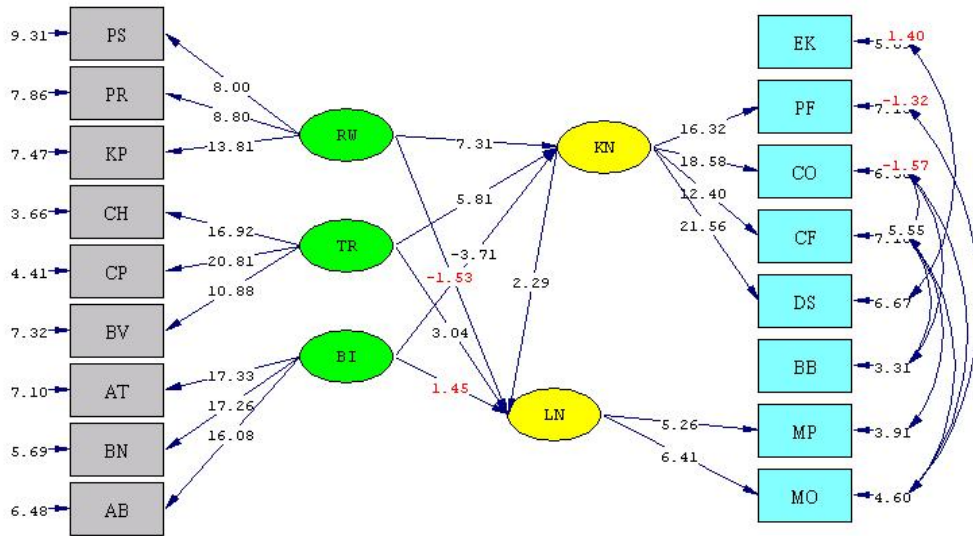 9.31
PS
7.86
PR
7.47
KP
3.66
CH
4.41
CP
7.32
BV
7.10
AT
5.69
BN
6.48
AB
8.00
8.80
13.81
16.92
20.81
10.88
17.33
17.26
16.08
RW
TR
BI
7.31
5.81
-3.71
-1.53
3.04
1.45
2.29
KN
LN
16.32
18.58
12.40
21.56
5.26
6.41
EK
1.40
PF
-1.32
CO
-1.57
CF
5.55
DS
6.67
BB
3.31
MP
3.91
MO
4.60